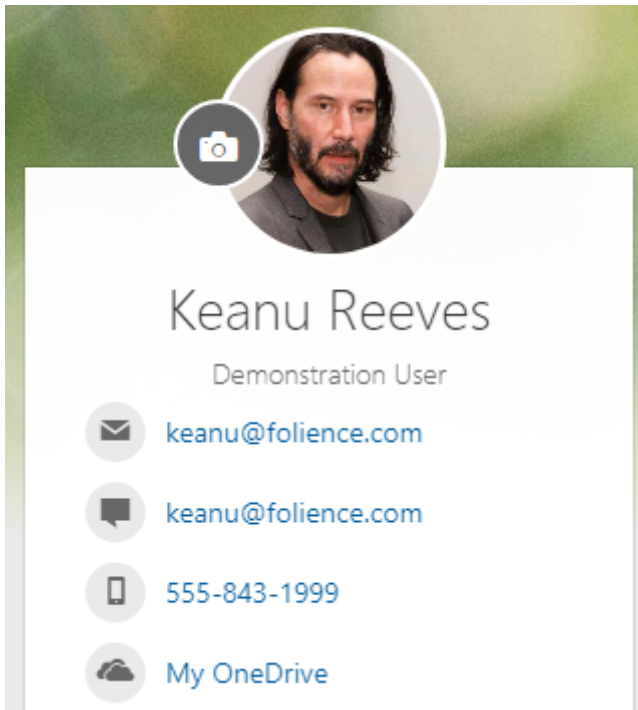 Keanu Reeves
Demonstration User
keanu@folience.com
keanu@folience.com
555-843-1999
My OneDrive